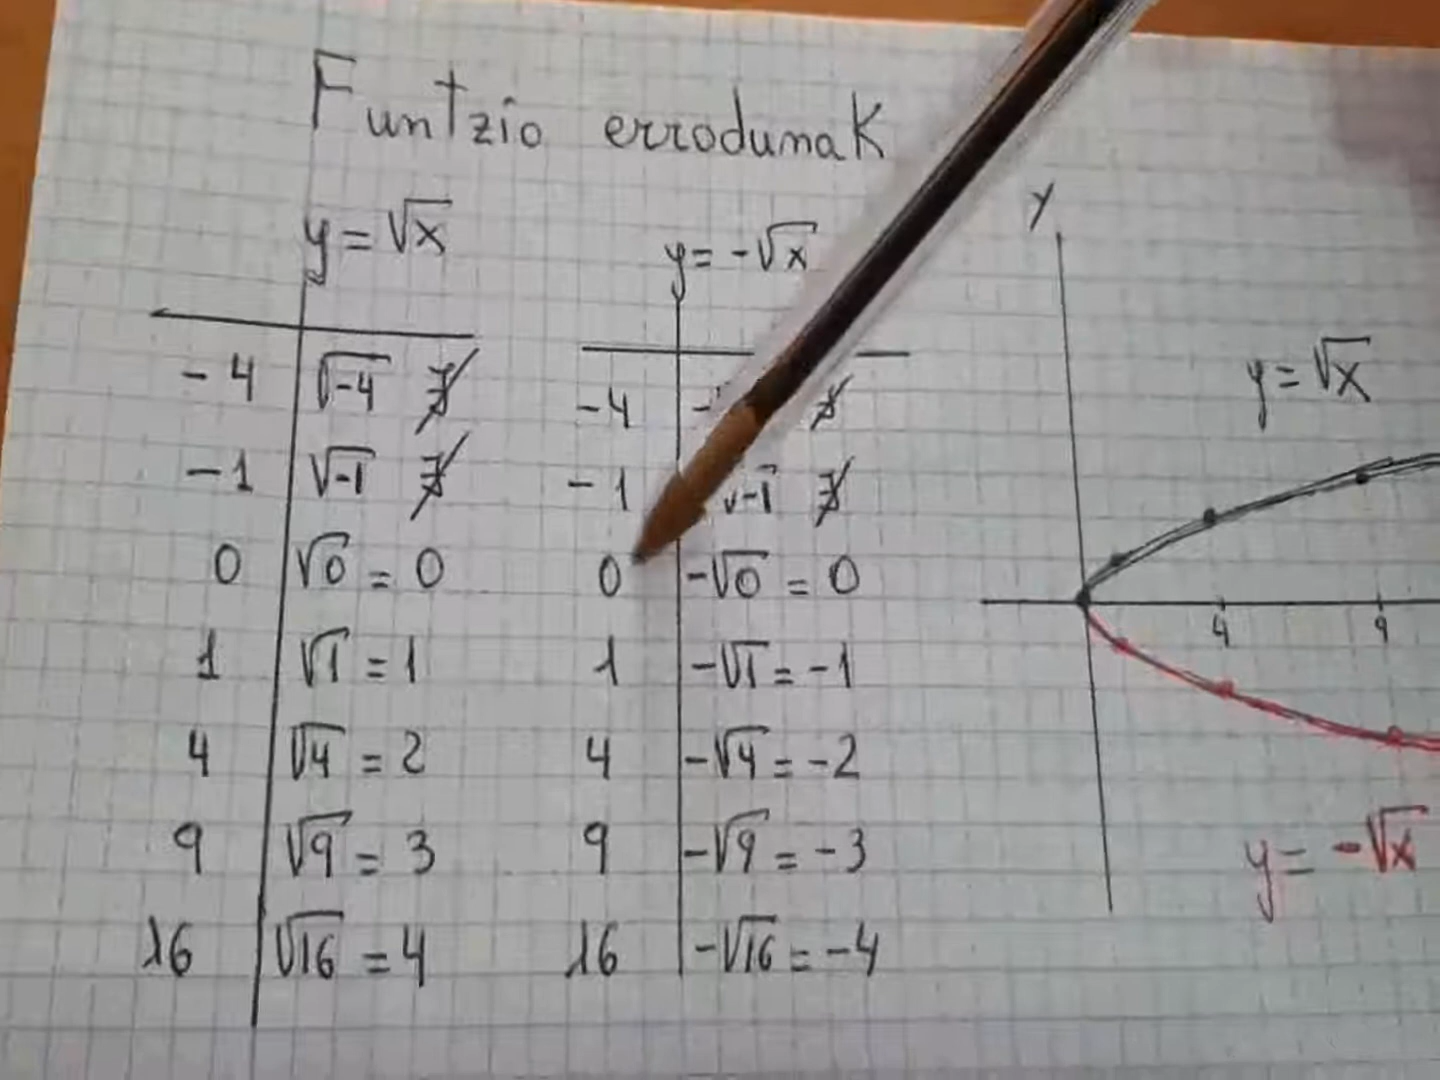 Funtzio errodunak
y = √x
-4 √-4 ∄
-1 √-1 ∄
0 √0 = 0
1 √1 = 1
4 √4 = 2
9 √9 = 3
16 √16 = 4
y = -√x
-4 - ∄
-1 √-1 ∄
0 -√0 = 0
1 -√1 = -1
4 -√4 = -2
9 -√9 = -3
16 -√16 = -4
y
y = √x
4 9
y = -√x